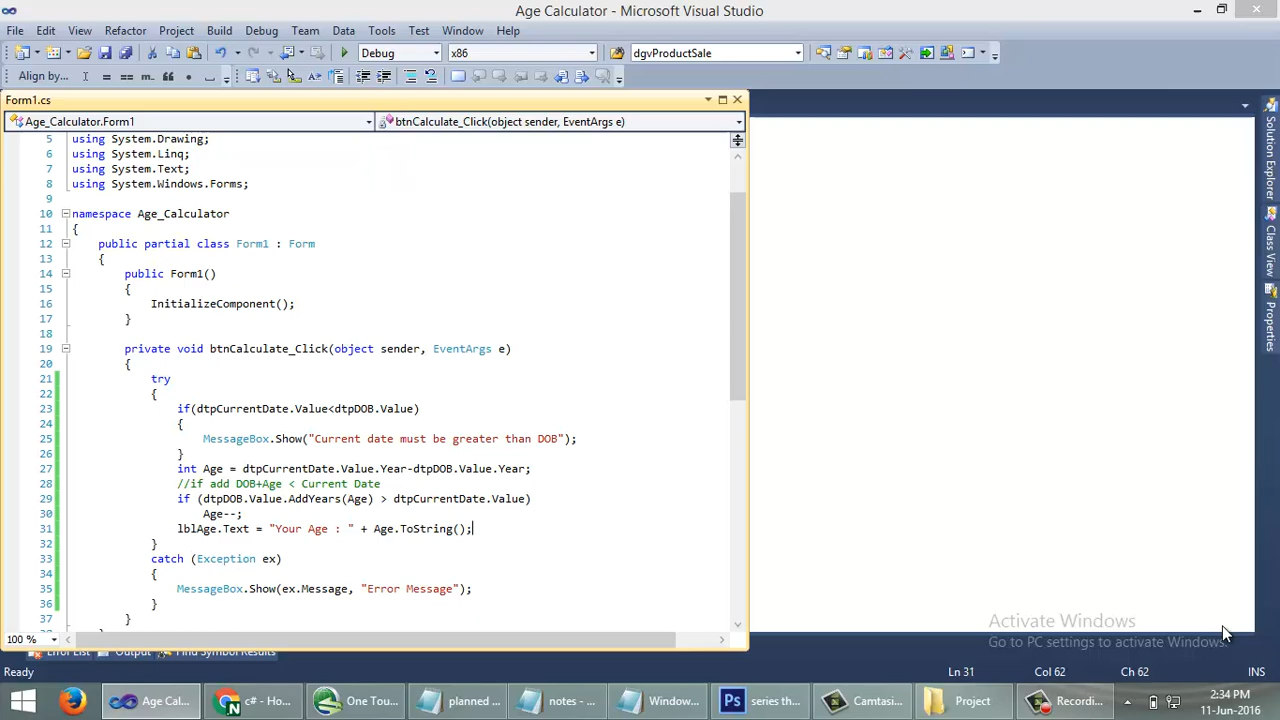 Age Calculator - Microsoft Visual Studio
File Edit View Refactor Project Build Debug Team Data Tools Test Window Help
Debug x86 dgvProductSale
Align by...
Form1.cs
Age_Calculator.Form1 btnCalculate_Click(object sender, EventArgs e)
5 using System.Drawing;
6 using System.Linq;
7 using System.Text;
8 using System.Windows.Forms;
9
10 namespace Age_Calculator
11 {
12 public partial class Form1 : Form
13 {
14 public Form1()
15 {
16 InitializeComponent();
17 }
18
19 private void btnCalculate_Click(object sender, EventArgs e)
20 {
21 try
22 {
23 if(dtpCurrentDate.Value<dtpDOB.Value)
24 {
25 MessageBox.Show("Current date must be greater than DOB");
26 }
27 int Age = dtpCurrentDate.Value.Year-dtpDOB.Value.Year;
28 //if add DOB+Age < Current Date
29 if (dtpDOB.Value.AddYears(Age) > dtpCurrentDate.Value)
30 Age--;
31 lblAge.Text = "Your Age : " + Age.ToString();
32 }
33 catch (Exception ex)
34 {
35 MessageBox.Show(ex.Message, "Error Message");
36 }
37 }
100 %
Solution Explorer
Class View
Properties
Activate Windows
Go to PC settings to activate Windows.
Error List Output Find Symbol Results
Ready Ln 31 Col 62 Ch 62 INS
Age Cal... c# - Ho... One Tou... planned ... notes - ... Window... series th... Camtasi... Project Recordi...
2:34 PM
11-Jun-2016